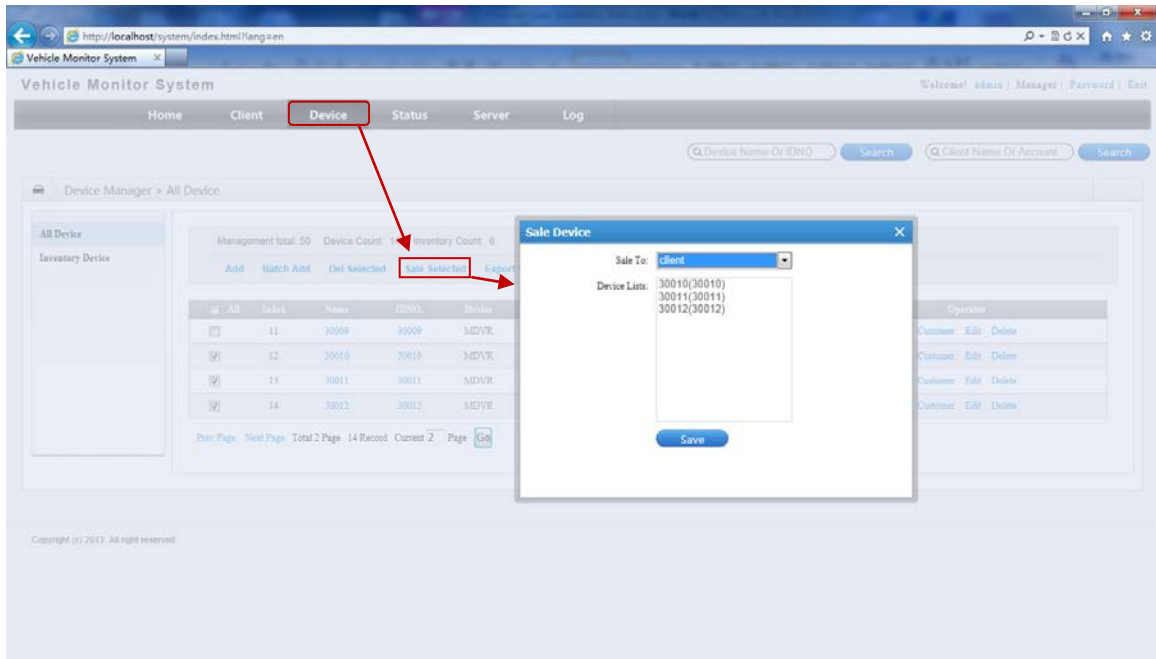 http://localhost/system/index.html?lang=en
Vehicle Monitor System
Vehicle Monitor System
Welcome! admin | Manager | Password | Exit
Home Client Device Status Server Log
Device Name Or IDNO Search Client Name Or Account Search
Device Manager > All Device
All Device
Inventory Device
Management total: 50 Device Count: Inventory Count: 6
Add Batch Add Del Selected Sale Selected Export
All Index Name IDNO. Device Operator
11 30009 30009 MDVR Customer Edit Delete
12 30010 30010 MDVR Customer Edit Delete
13 30011 30011 MDVR Customer Edit Delete
14 30012 30012 MDVR Customer Edit Delete
Prev Page Next Page Total 2 Page 14 Record Current 2 Page Go
Sale Device
Sale To: client
Device Lists: 30010(30010)
30011(30011)
30012(30012)
Save
Copyright (c) 2013. All right reserved.